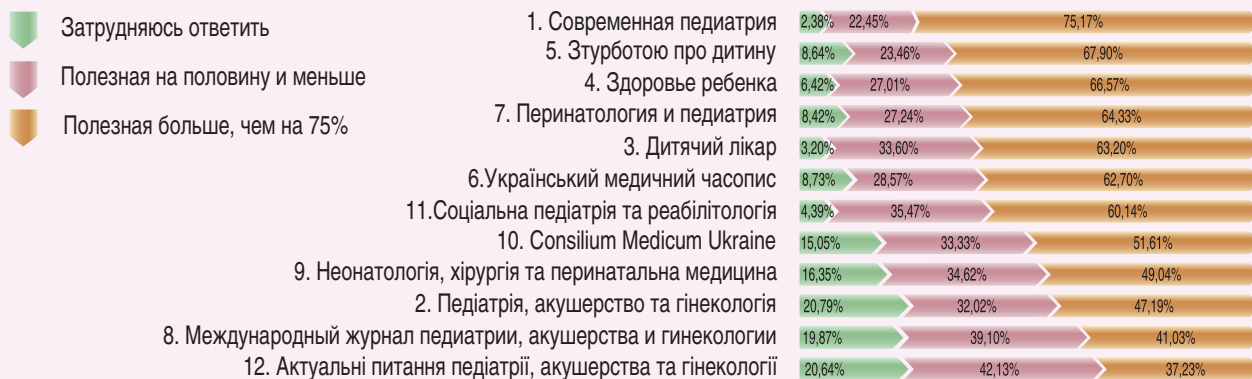 Затрудняюсь ответить
Полезная на половину и меньше
Полезная больше, чем на 75%
1. Современная педиатрия 2,38% 22,45% 75,17%
5. Зтурботою про дитину 8,64% 23,46% 67,90%
4. Здоровье ребенка 6,42% 27,01% 66,57%
7. Перинатология и педиатрия 8,42% 27,24% 64,33%
3. Дитячий лікар 3,20% 33,60% 63,20%
6.Український медичний часопис 8,73% 28,57% 62,70%
11.Соціальна педіатрія та реабілітологія 4,39% 35,47% 60,14%
10. Consilium Medicum Ukraine 15,05% 33,33% 51,61%
9. Неонатологія, хірургія та перинатальна медицина 16,35% 34,62% 49,04%
2. Педіатрія, акушерство та гінекологія 20,79% 32,02% 47,19%
8. Международный журнал педиатрии, акушерства и гинекологии 19,87% 39,10% 41,03%
12. Актуальні питання педіатрії, акушерства та гінекології 20,64% 42,13% 37,23%